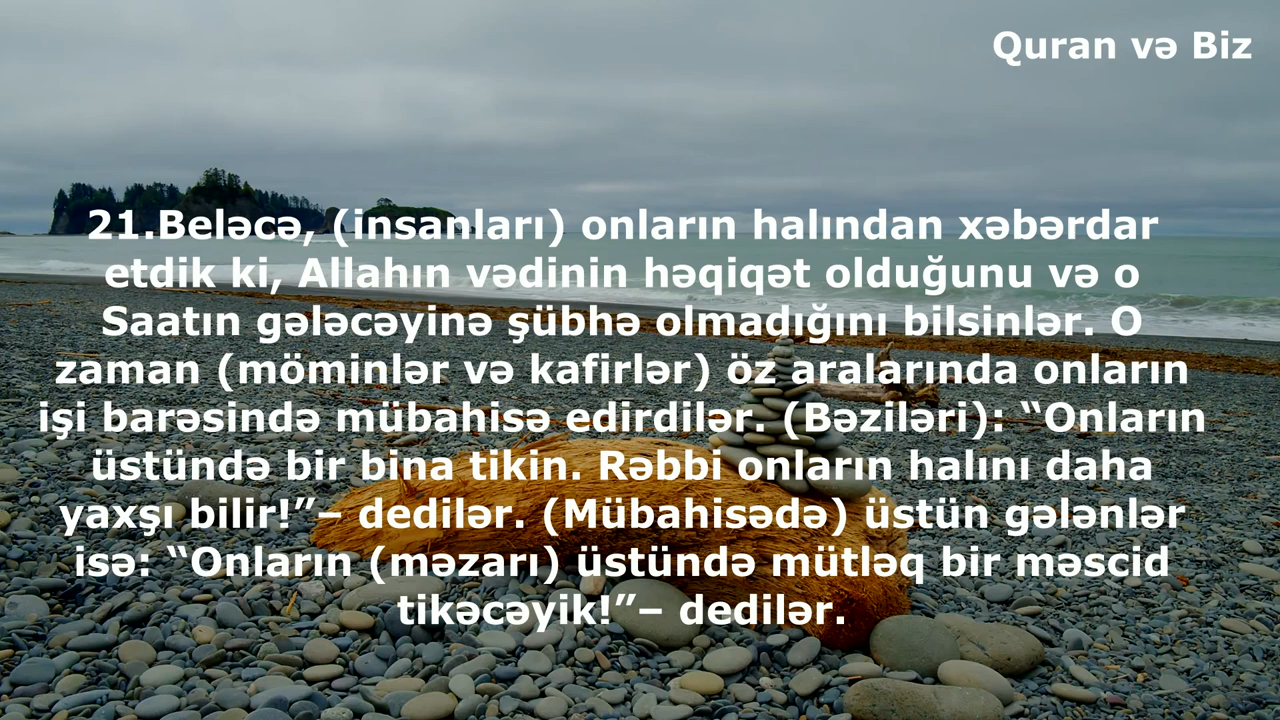 Quran və Biz
21.Beləcə, (insanları) onların halından xəbərdar
etdik ki, Allahın vədinin həqiqət olduğunu və o
Saatın gələcəyinə şübhə olmadığını bilsinlər. O
zaman (möminlər və kafirlər) öz aralarında onların
işi barəsində mübahisə edirdilər. (Bəziləri): “Onların
üstündə bir bina tikin. Rəbbi onların halını daha
yaxşı bilir!”– dedilər. (Mübahisədə) üstün gələnlər
isə: “Onların (məzarı) üstündə mütləq bir məscid
tikəcəyik!”– dedilər.